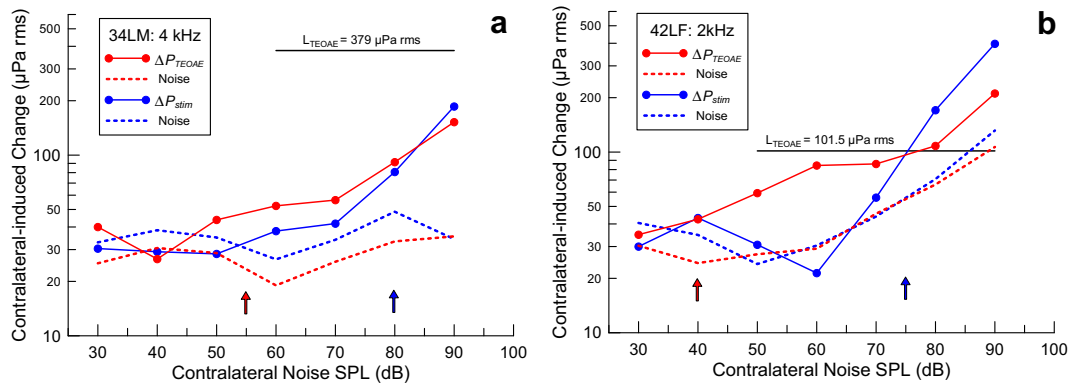 a
34LM: 4 kHz
ΔP_TEOAE
Noise
ΔP_stim
Noise
L_TEOAE = 379 µPa rms
Contralateral-induced Change (µPa rms)
500
300
200
100
50
30
20
10
30 40 50 60 70 80 90 100
Contralateral Noise SPL (dB)
b
42LF: 2kHz
ΔP_TEOAE
Noise
ΔP_stim
Noise
L_TEOAE = 101.5 µPa rms
Contralateral-induced Change (µPa rms)
500
300
200
100
50
30
20
10
30 40 50 60 70 80 90 100
Contralateral Noise SPL (dB)